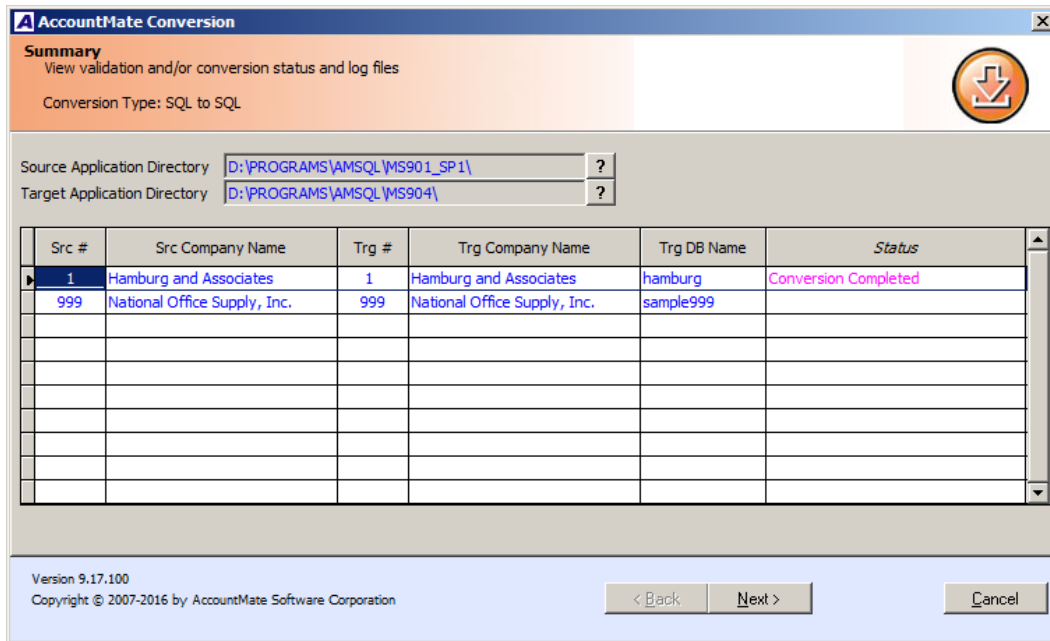 AccountMate Conversion
Summary
View validation and/or conversion status and log files
Conversion Type: SQL to SQL
Source Application Directory D:\PROGRAMS\AMSQL\MS901_SP1\ ?
Target Application Directory D:\PROGRAMS\AMSQL\MS904\ ?
Src # Src Company Name Trg # Trg Company Name Trg DB Name Status
1 Hamburg and Associates 1 Hamburg and Associates hamburg Conversion Completed
999 National Office Supply, Inc. 999 National Office Supply, Inc. sample999
Version 9.17.100
Copyright © 2007-2016 by AccountMate Software Corporation
< Back Next > Cancel